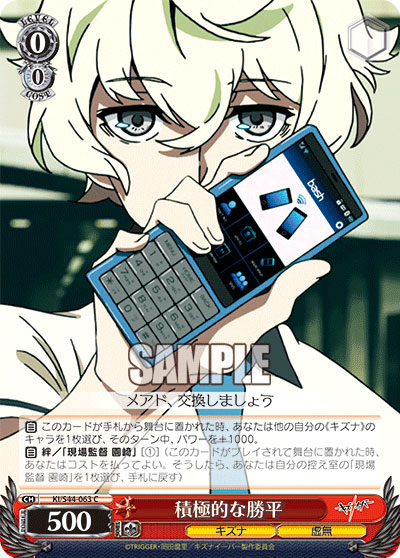 LEVEL
0
0
COST
bash
SAMPLE
メアド、交換しましょう
自 このカードが手札から舞台に置かれた時、あなたは他の自分の《キズナ》の
キャラを1枚選び、そのターン中、パワーを＋1000。
自 絆／「現場監督 園崎」 [①] (このカードがプレイされて舞台に置かれた時、
あなたはコストを払ってよい。そうしたら、あなたは自分の控え室の「現場
監督 園崎」を1枚選び、手札に戻す)
CH
KI/S44-063 C
500
積極的な勝平
キズナイーバー
キズナ
虚無
©TRIGGER・岡田麿里／キズナイーバー製作委員会